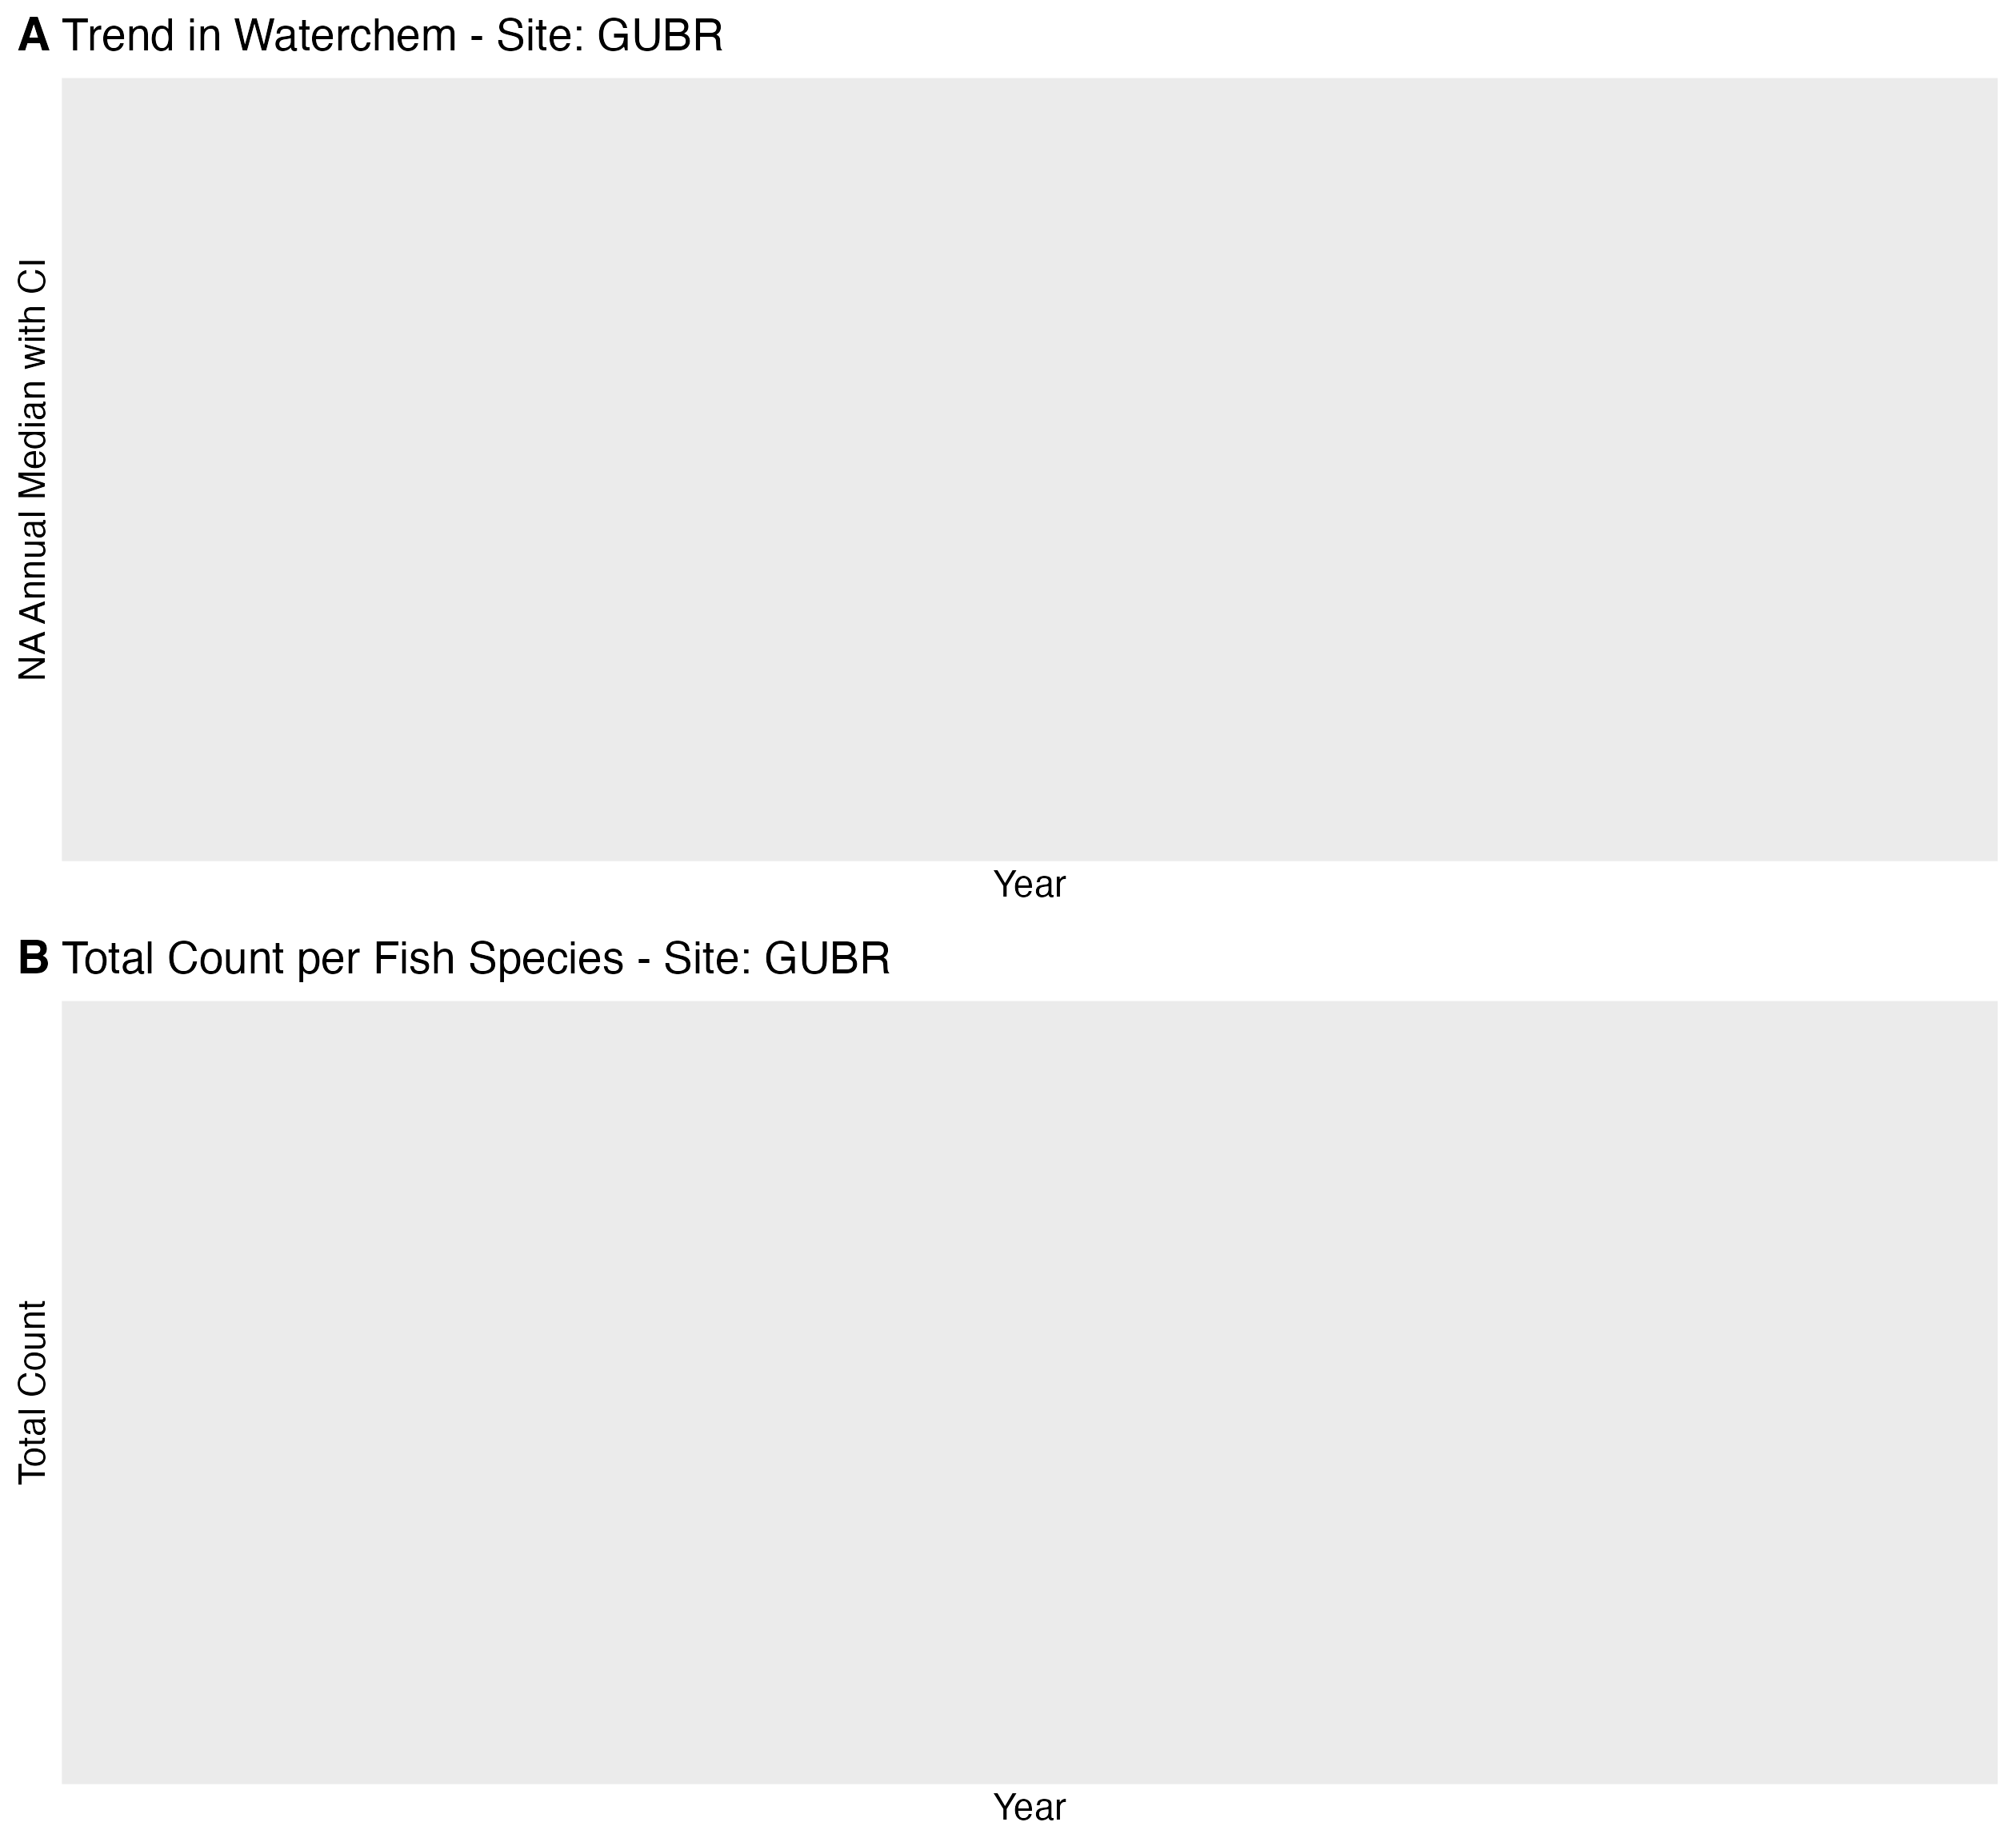 A Trend in Waterchem - Site: GUBR
NA Annual Median with CI
Year
B Total Count per Fish Species - Site: GUBR
Total Count
Year